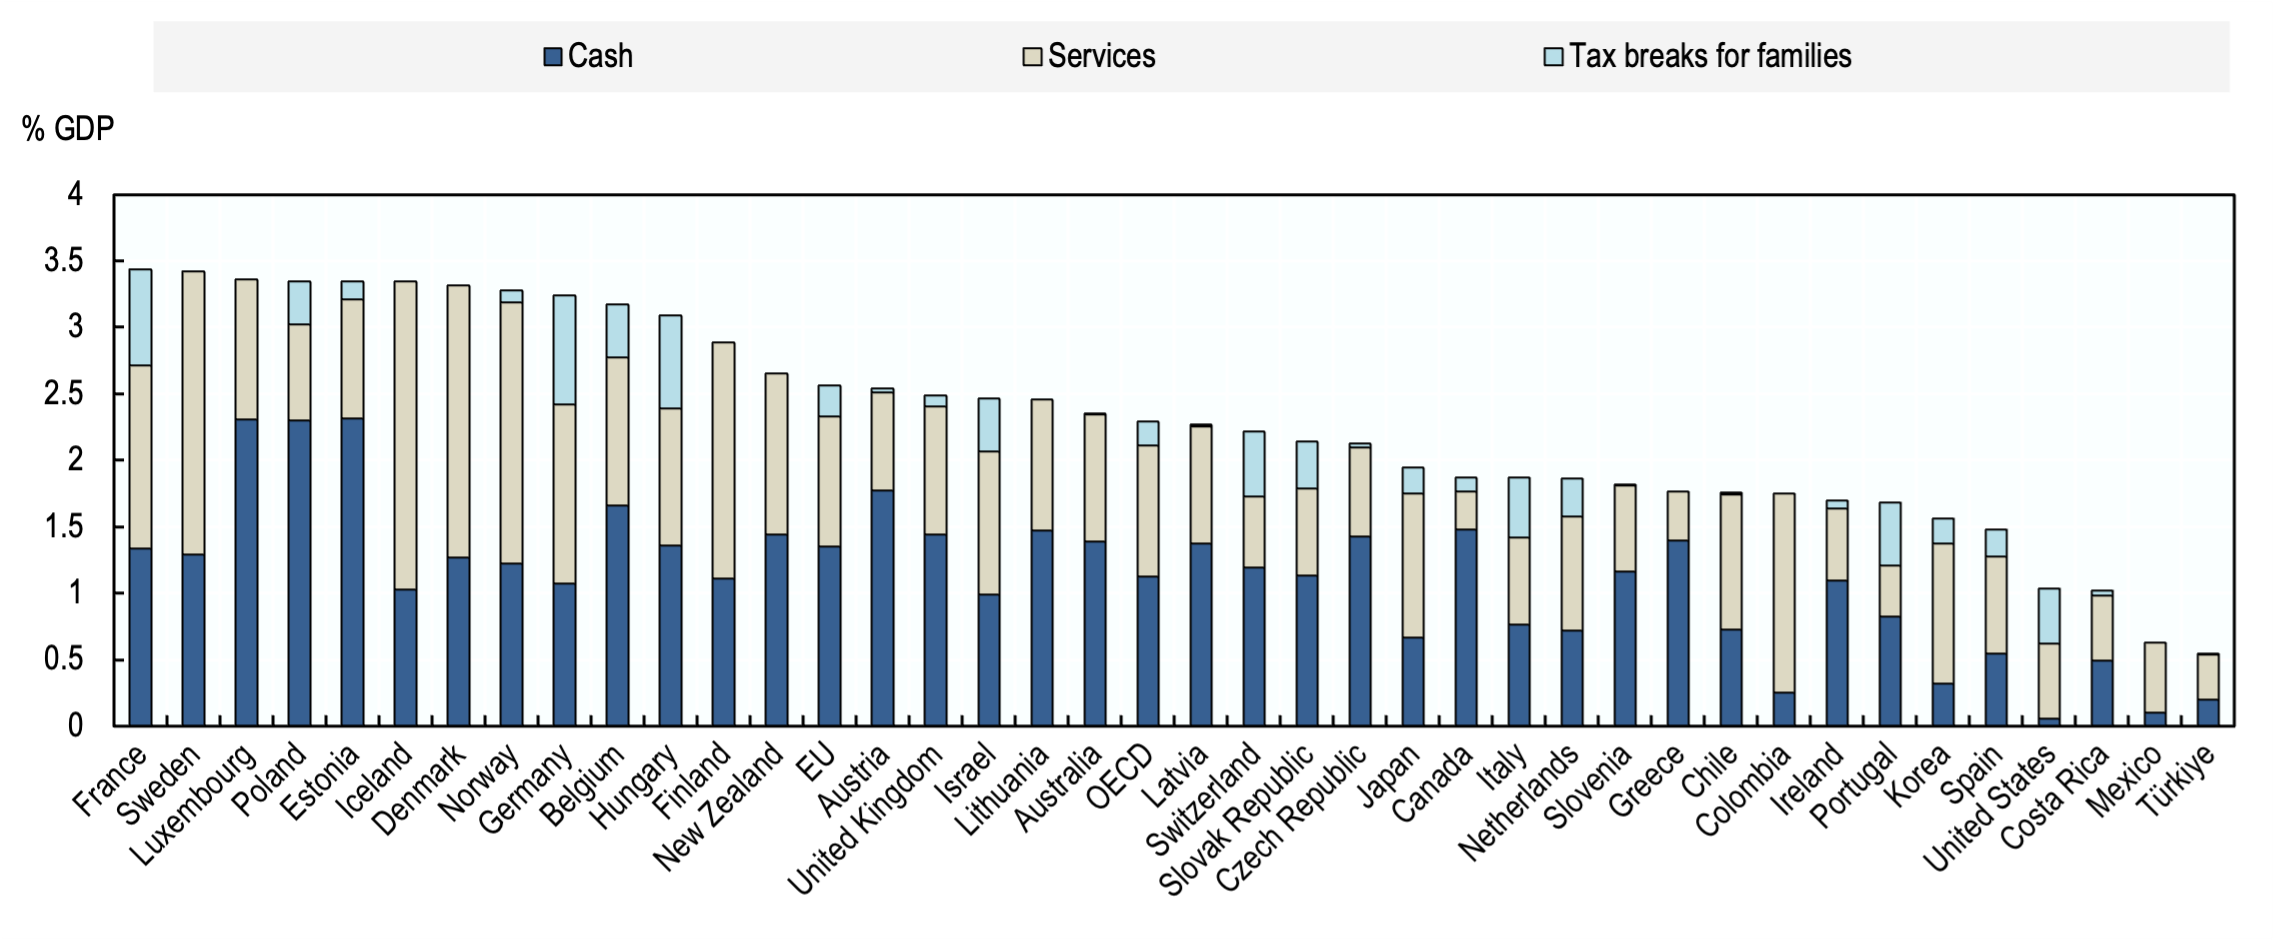 Cash Services Tax breaks for families
% GDP
4
3.5
3
2.5
2
1.5
1
0.5
0
France
Sweden
Luxembourg
Poland
Estonia
Iceland
Denmark
Norway
Germany
Belgium
Hungary
Finland
New Zealand
EU
Austria
United Kingdom
Israel
Lithuania
Australia
OECD
Latvia
Switzerland
Slovak Republic
Czech Republic
Japan
Canada
Italy
Netherlands
Slovenia
Greece
Chile
Colombia
Ireland
Portugal
Korea
Spain
United States
Costa Rica
Mexico
Türkiye